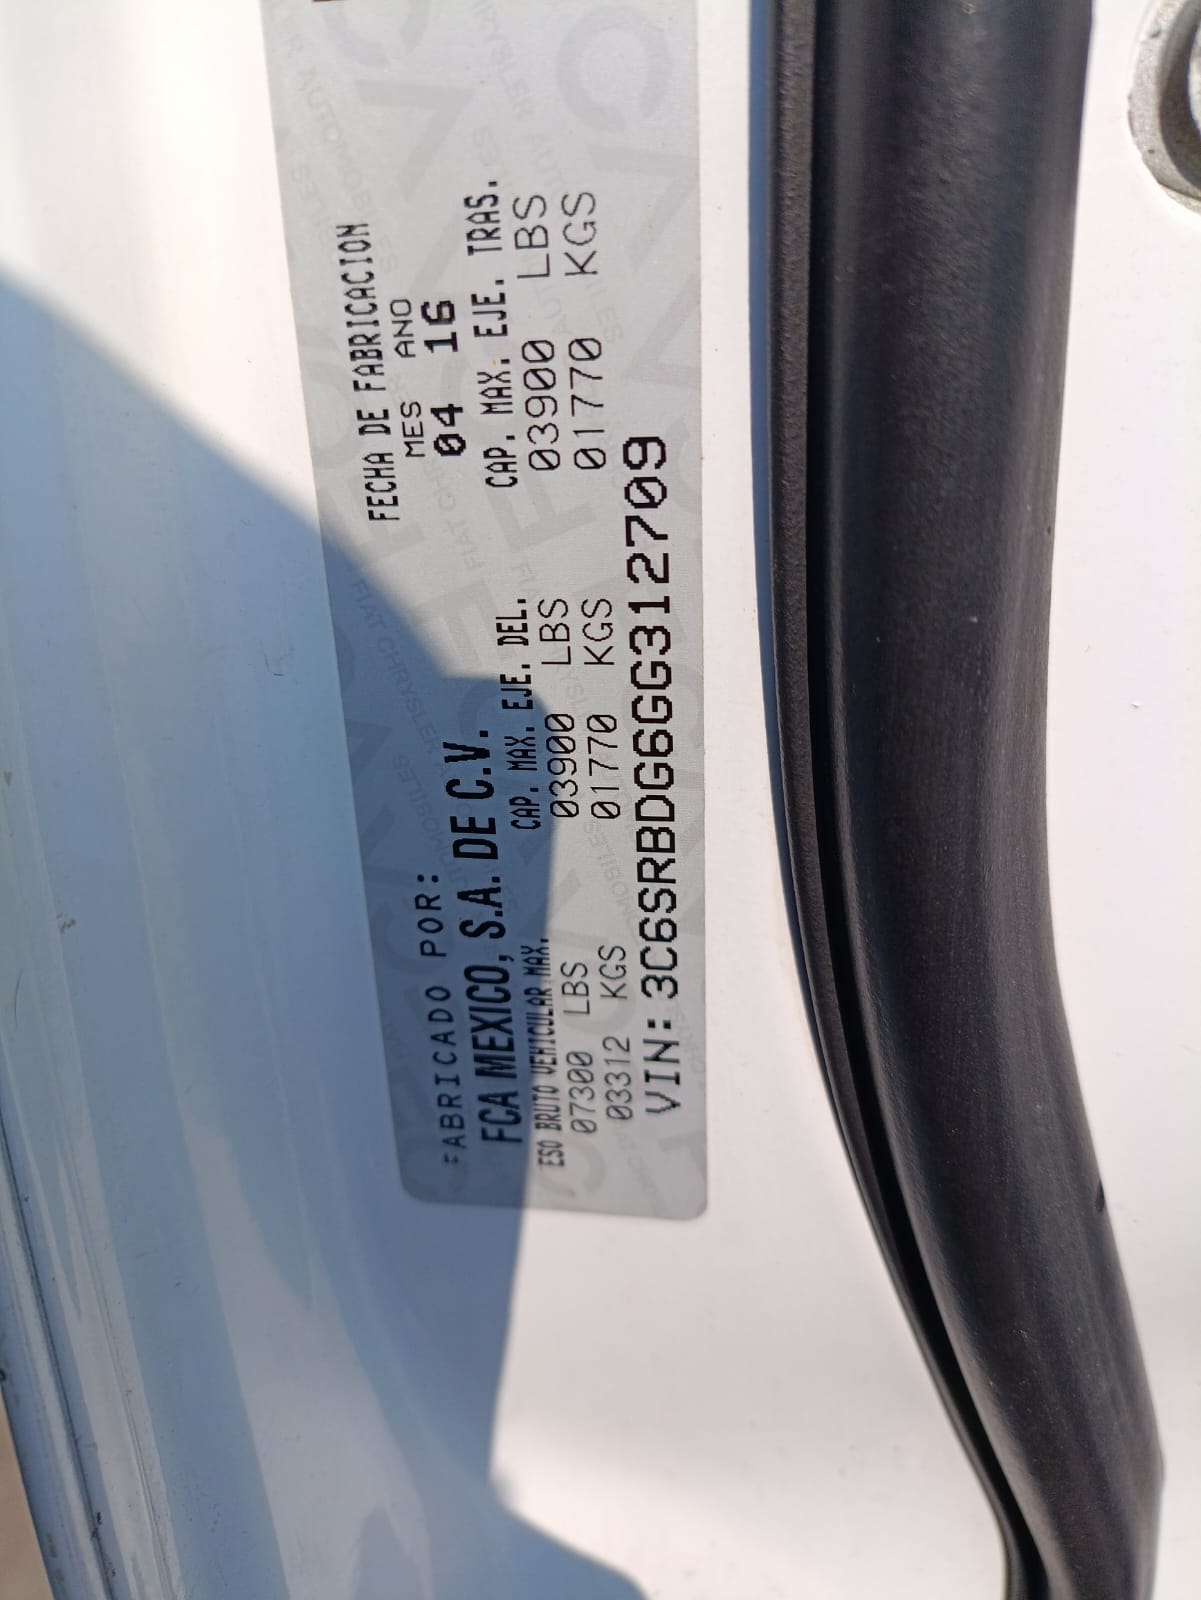 FECHA DE FABRICACION
MES ANO
04 16
FABRICADO POR:
FCA MEXICO, S.A. DE C.V.
ESO BRUTO VEHICULAR MAX. CAP. MAX. EJE. DEL. CAP. MAX. EJE. TRAS.
07300 LBS 03900 LBS 03900 LBS
03312 KGS 01770 KGS 01770 KGS
VIN: 3C6SRBDG6GG312709